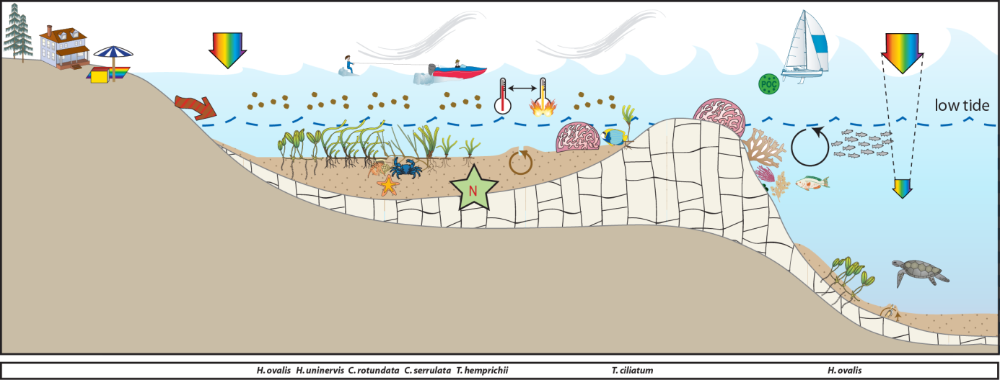 POC
low tide
N
H. ovalis H. uninervis C. rotundata C. serrulata T. hemprichii T. ciliatum H. ovalis